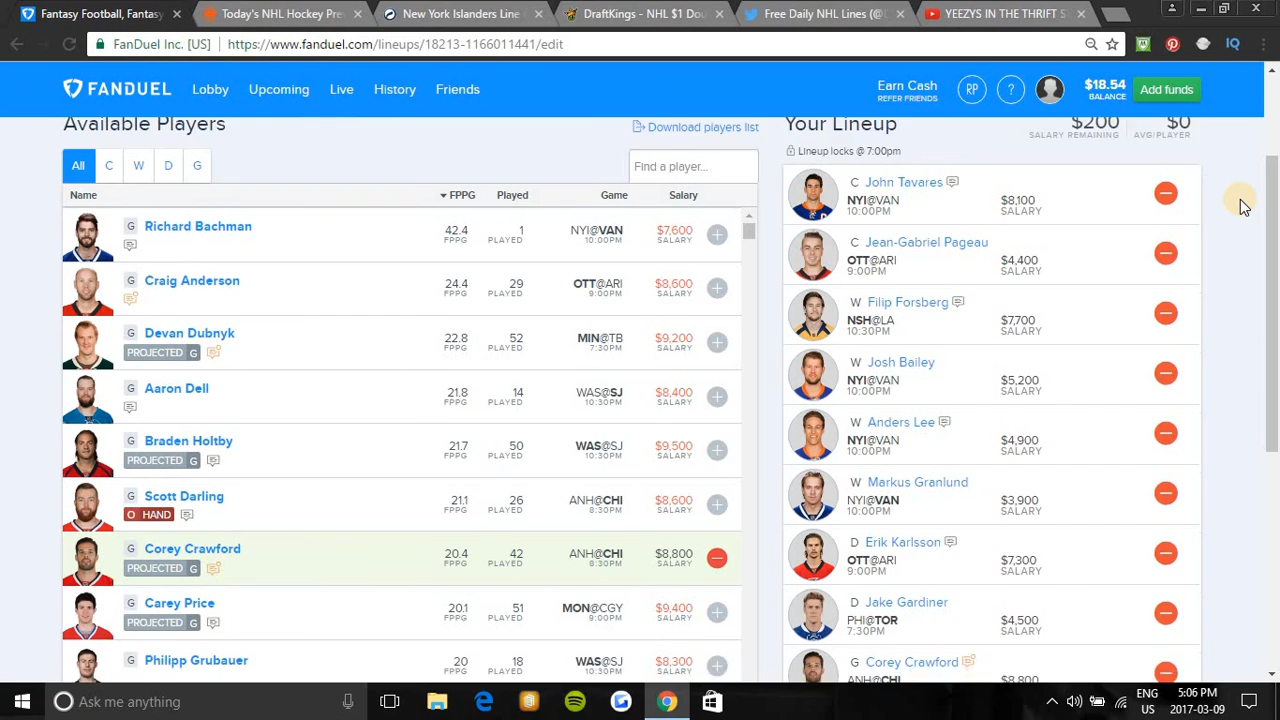 Fantasy Football, Fantasy
Today's NHL Hockey Pre
New York Islanders Line
DraftKings - NHL $1 Dou
Free Daily NHL Lines (@
YEEZYS IN THE THRIFT S
FanDuel Inc. [US]
https://www.fanduel.com/lineups/18213-1166011441/edit
IQ
FANDUEL
Lobby
Upcoming
Live
History
Friends
Earn Cash
REFER FRIENDS
RP
?
$18.54
BALANCE
Add funds
Available Players
Download players list
All
C
W
D
G
Find a player...
Name
FPPG
Played
Game
Salary
G Richard Bachman
42.4
FPPG
1
PLAYED
NYI@VAN
10:00PM
$7,600
SALARY
G Craig Anderson
24.4
FPPG
29
PLAYED
OTT@ARI
9:00PM
$8,600
SALARY
G Devan Dubnyk
PROJECTED G
22.8
FPPG
52
PLAYED
MIN@TB
7:30PM
$9,200
SALARY
G Aaron Dell
21.8
FPPG
14
PLAYED
WAS@SJ
10:30PM
$8,400
SALARY
G Braden Holtby
PROJECTED G
21.7
FPPG
50
PLAYED
WAS@SJ
10:30PM
$9,500
SALARY
G Scott Darling
O HAND
21.1
FPPG
26
PLAYED
ANH@CHI
8:30PM
$8,600
SALARY
G Corey Crawford
PROJECTED G
20.4
FPPG
42
PLAYED
ANH@CHI
8:30PM
$8,800
SALARY
G Carey Price
PROJECTED G
20.1
FPPG
51
PLAYED
MON@CGY
9:00PM
$9,400
SALARY
G Philipp Grubauer
20
FPPG
18
PLAYED
WAS@SJ
10:30PM
$8,300
SALARY
Your Lineup
Lineup locks @ 7:00pm
$200
SALARY REMAINING
$0
AVG/PLAYER
C John Tavares
NYI@VAN
10:00PM
$8,100
SALARY
C Jean-Gabriel Pageau
OTT@ARI
9:00PM
$4,400
SALARY
W Filip Forsberg
NSH@LA
10:30PM
$7,700
SALARY
W Josh Bailey
NYI@VAN
10:00PM
$5,200
SALARY
W Anders Lee
NYI@VAN
10:00PM
$4,900
SALARY
W Markus Granlund
NYI@VAN
10:00PM
$3,900
SALARY
D Erik Karlsson
OTT@ARI
9:00PM
$7,300
SALARY
D Jake Gardiner
PHI@TOR
7:30PM
$4,500
SALARY
G Corey Crawford
ANH@CHI
$8,800
Ask me anything
ENG
5:06 PM
2017-03-09